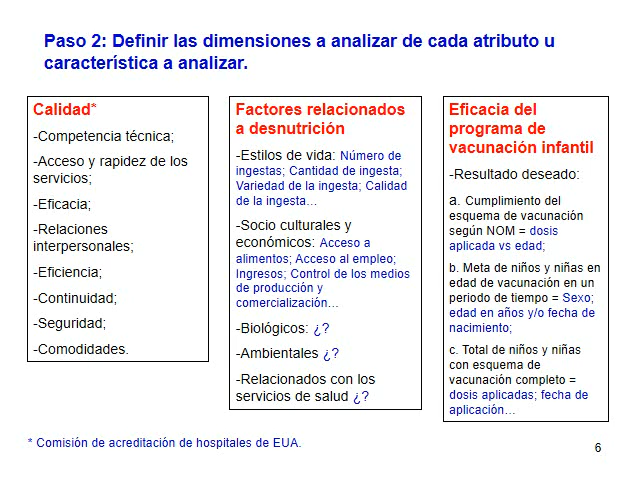 Paso 2: Definir las dimensiones a analizar de cada atributo u
característica a analizar.
Calidad*
-Competencia técnica;
-Acceso y rapidez de los
servicios;
-Eficacia;
-Relaciones
interpersonales;
-Eficiencia;
-Continuidad;
-Seguridad;
-Comodidades.
Factores relacionados
a desnutrición
-Estilos de vida: Número de
ingestas; Cantidad de ingesta;
Variedad de la ingesta; Calidad
de la ingesta…
-Socio culturales y
económicos: Acceso a
alimentos; Acceso al empleo;
Ingresos; Control de los medios
de producción y
comercialización…
-Biológicos: ¿?
-Ambientales ¿?
-Relacionados con los
servicios de salud ¿?
Eficacia del
programa de
vacunación infantil
-Resultado deseado:
a. Cumplimiento del
esquema de vacunación
según NOM = dosis
aplicada vs edad;
b. Meta de niños y niñas en
edad de vacunación en un
periodo de tiempo = Sexo;
edad en años y/o fecha de
nacimiento;
c. Total de niños y niñas
con esquema de
vacunación completo =
dosis aplicadas; fecha de
aplicación…
* Comisión de acreditación de hospitales de EUA.
6